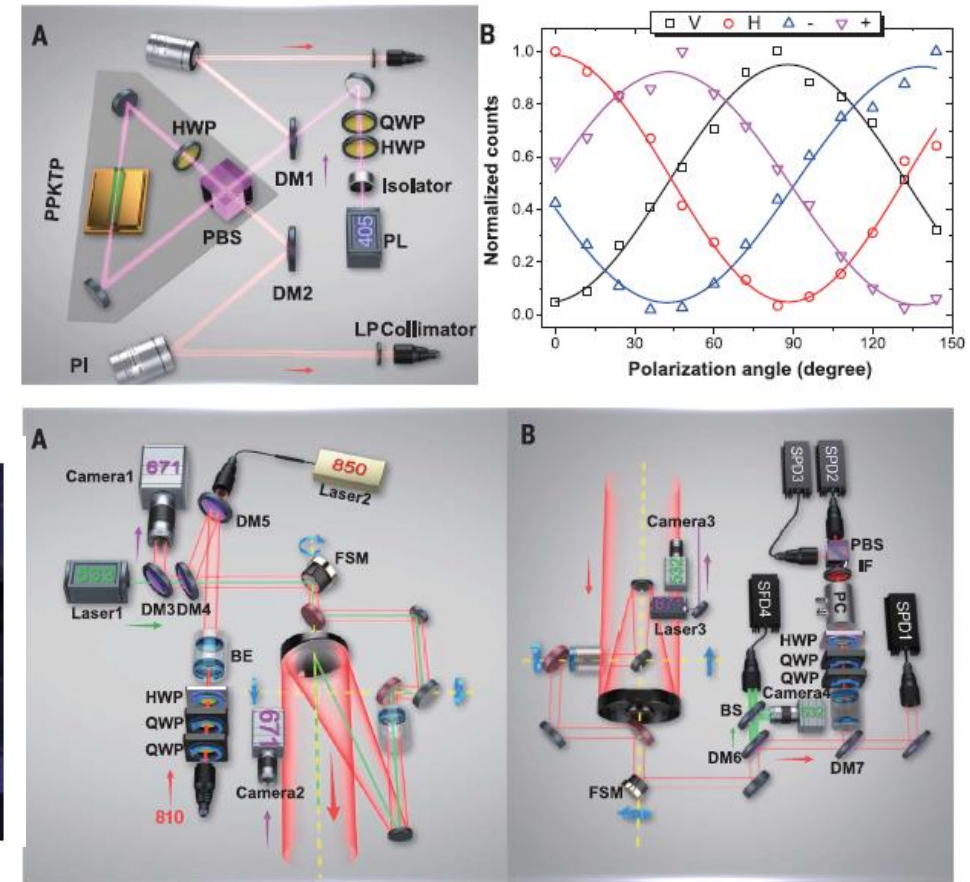 A
HWP
QWP
HWP
DM1
Isolator
PPKTP
PBS
405
PL
DM2
LP Collimator
PI
B
V H - +
Normalized counts
1.0
0.8
0.6
0.4
0.2
0.0
0 30 60 90 120 150
Polarization angle (degree)
A
Camera1
671
850
Laser2
DM5
FSM
532
Laser1
DM3 DM4
BE
HWP
QWP
QWP
671
Camera2
810
B
SPD3
SPD2
Camera3
532
PBS
IF
671
Laser3
SFD4
PC
SPD1
HWP
QWP
QWP
Camera4
BS
532
DM6
DM7
FSM